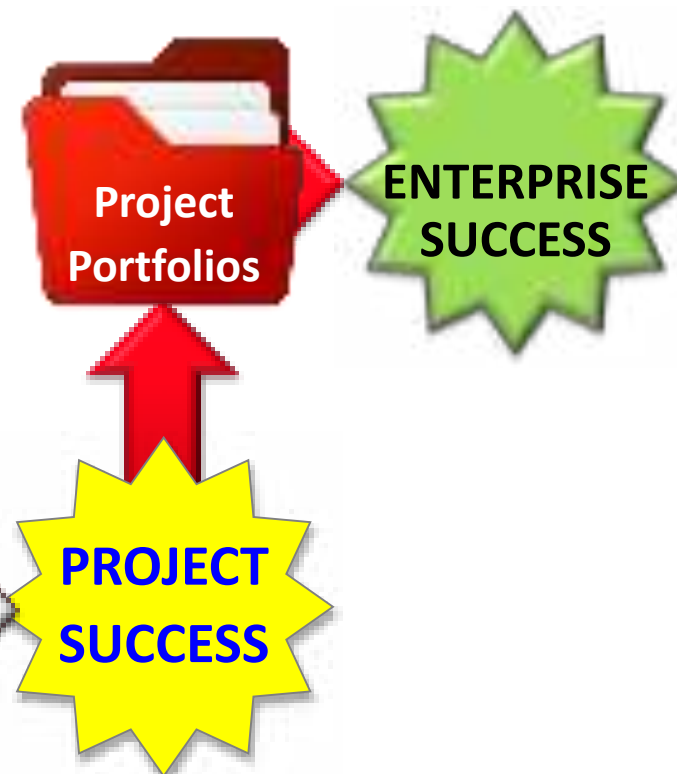 Project
Portfolios
ENTERPRISE
SUCCESS
PROJECT
SUCCESS